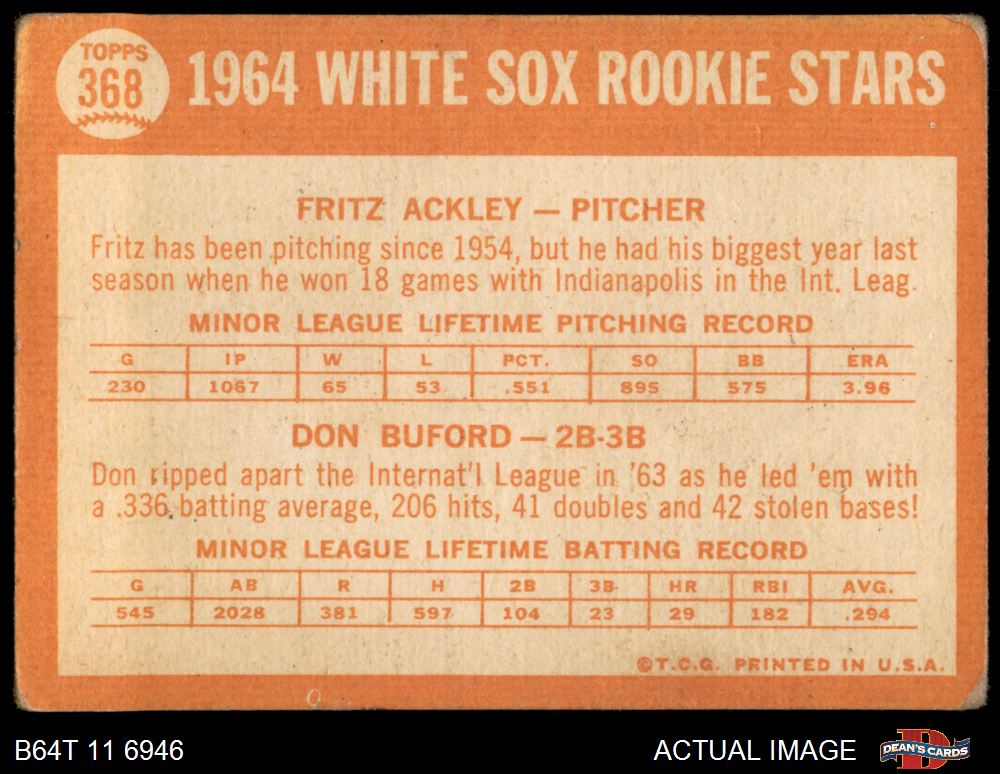 TOPPS
368
1964 WHITE SOX ROOKIE STARS
FRITZ ACKLEY — PITCHER
Fritz has been pitching since 1954, but he had his biggest year last
season when he won 18 games with Indianapolis in the Int. Leag.
MINOR LEAGUE LIFETIME PITCHING RECORD
G IP W L PCT. SO BB ERA
230 1067 65 53 .551 895 575 3.96
DON BUFORD — 2B-3B
Don ripped apart the Internat'l League in '63 as he led 'em with
a .336 batting average, 206 hits, 41 doubles and 42 stolen bases!
MINOR LEAGUE LIFETIME BATTING RECORD
G AB R H 2B 3B HR RBI AVG.
545 2028 381 597 104 23 29 182 .294
©T.C.G. PRINTED IN U.S.A.
B64T 11 6946
ACTUAL IMAGE
DEAN'S CARDS